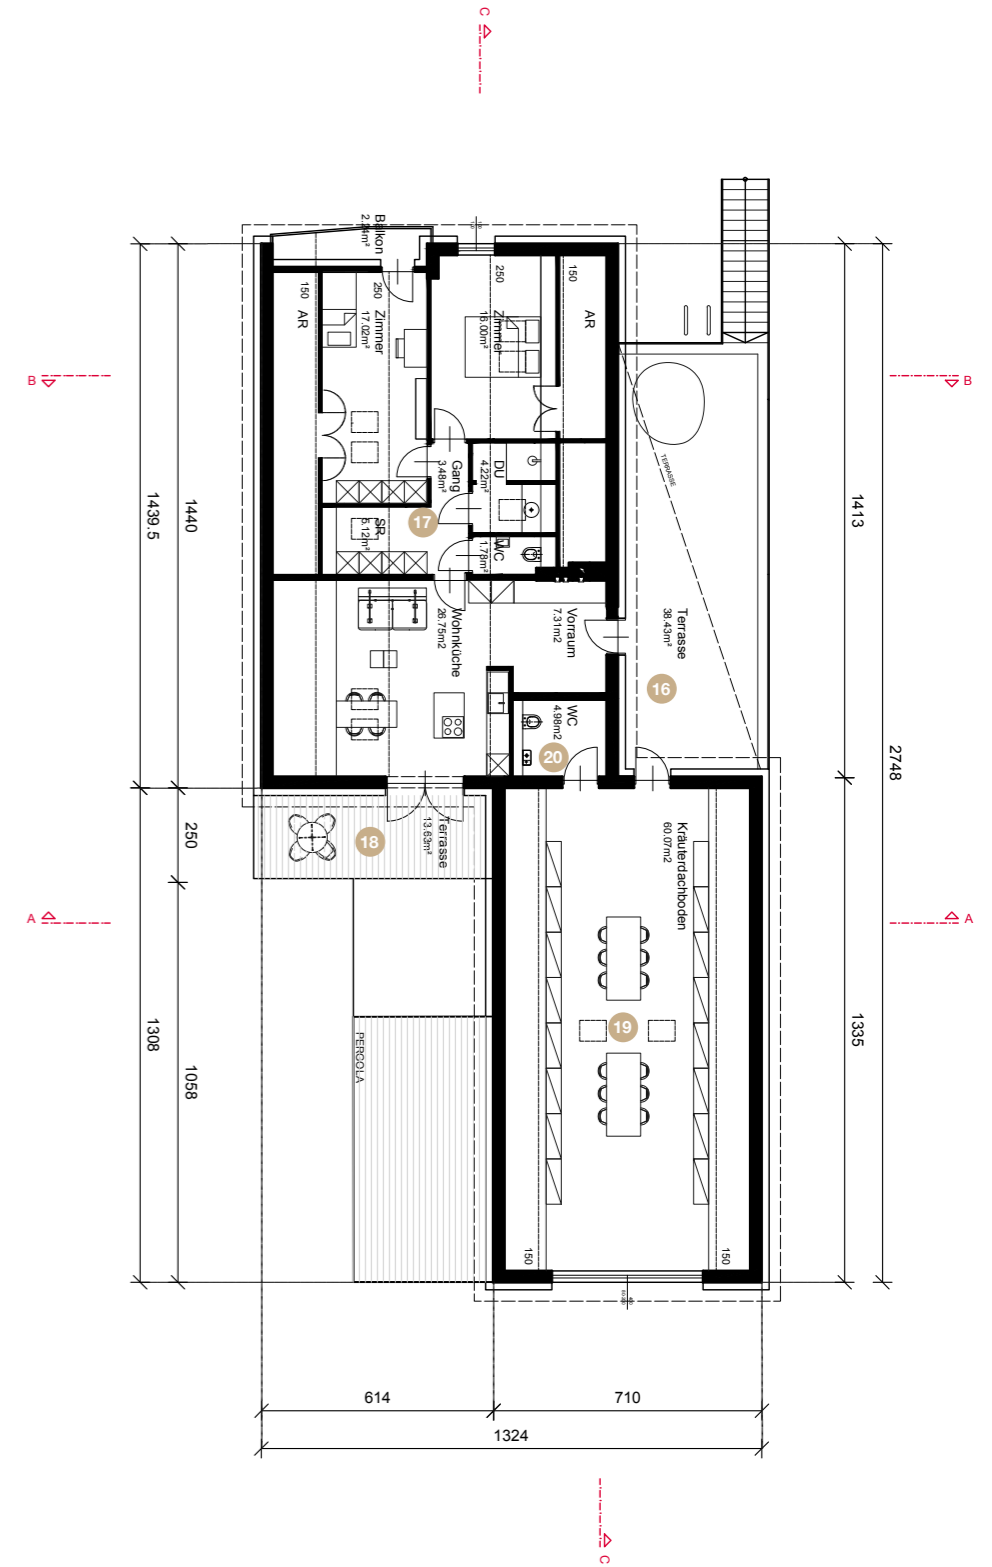 C
B
B
Balkon
150
AR
250
Zimmer
17.02m²
250
Zimmer
16.00m²
150
AR
TERRASSE
Gang
3.48m²
DU
4.22m²
SR
5.12m²
17
WC
1.78m²
Wohnküche
26.75m2
Vorraum
7.31m2
Terrasse
38.43m²
16
WC
4.98m2
20
Terrasse
13.63m²
18
Kräuterdachboden
60.07m2
19
PERGOLA
150
150
1439.5
1440
250
1308
1058
1413
2748
1335
A
A
614
710
1324
C